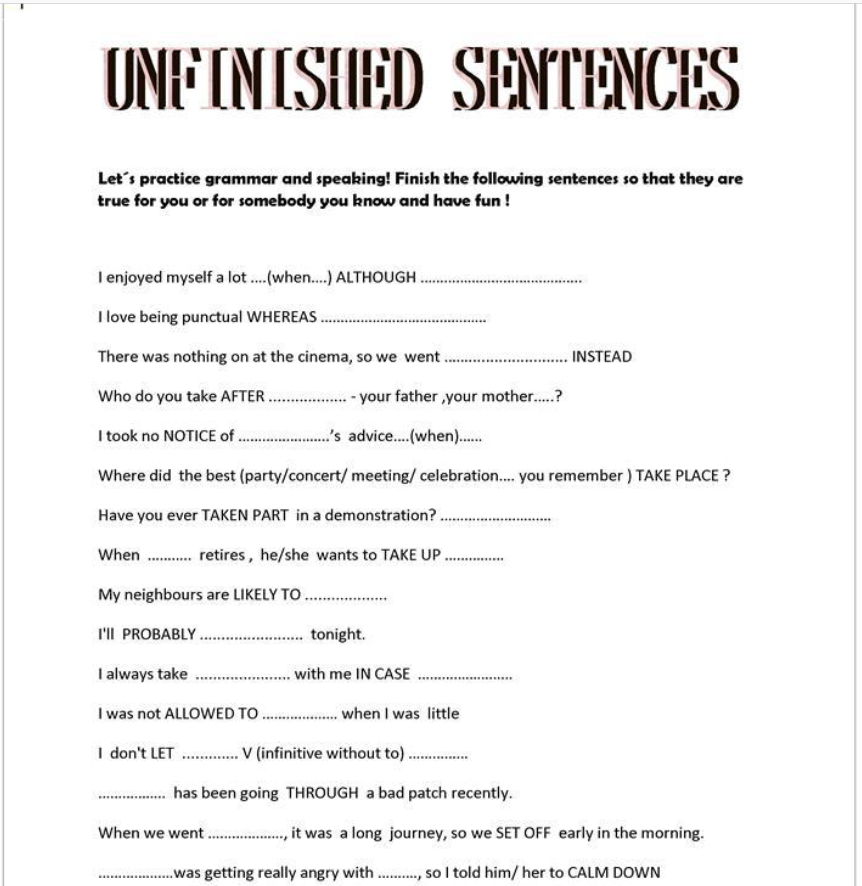 UNFINISHED SENTENCES
Let´s practice grammar and speaking! Finish the following sentences so that they are
true for you or for somebody you know and have fun !
I enjoyed myself a lot ....(when....) ALTHOUGH .........................................
I love being punctual WHEREAS ..........................................
There was nothing on at the cinema, so we went ............................... INSTEAD
Who do you take AFTER .................. - your father ,your mother.....?
I took no NOTICE of .......................'s advice....(when)......
Where did the best (party/concert/ meeting/ celebration.... you remember ) TAKE PLACE ?
Have you ever TAKEN PART in a demonstration? ............................
When ........... retires , he/she wants to TAKE UP ...............
My neighbours are LIKELY TO ...................
I'll PROBABLY ........................ tonight.
I always take ...................... with me IN CASE ........................
I was not ALLOWED TO ................... when I was little
I don't LET ............. V (infinitive without to) ...............
................. has been going THROUGH a bad patch recently.
When we went ..................., it was a long journey, so we SET OFF early in the morning.
...................was getting really angry with .........., so I told him/ her to CALM DOWN